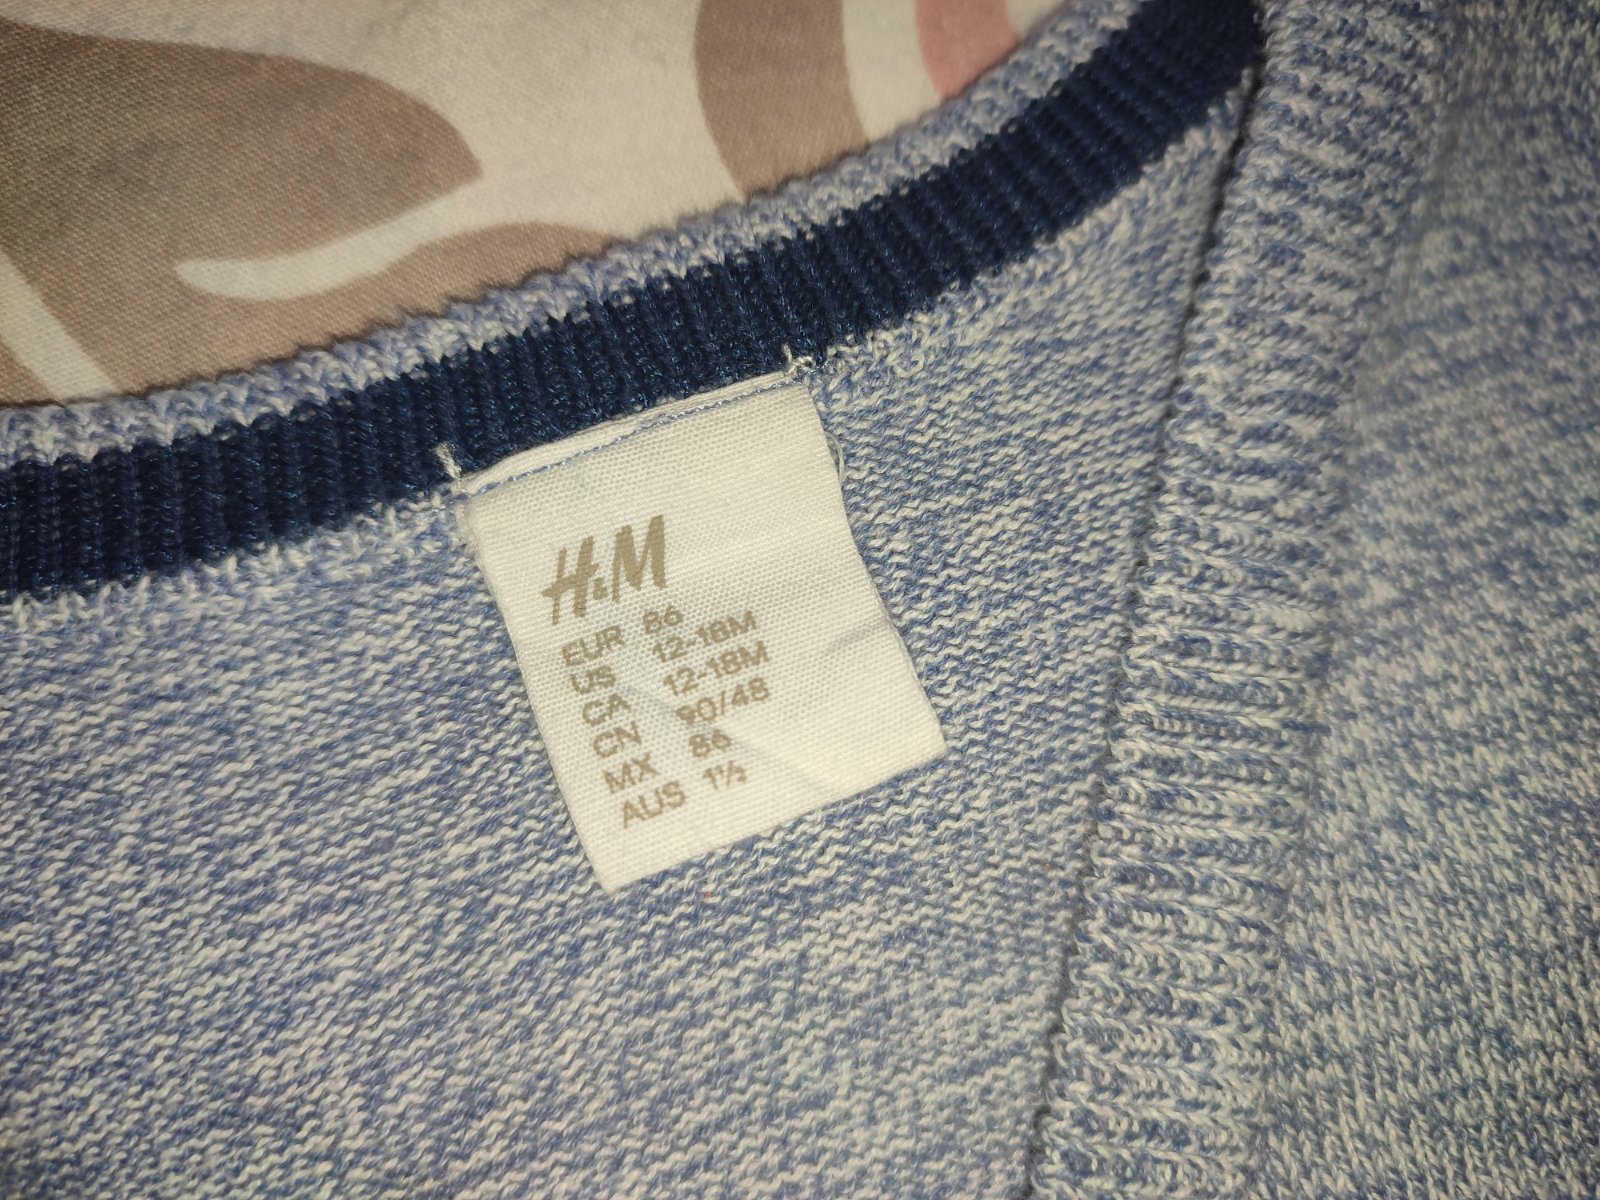 H&M
EUR 86
US 12-18M
CA 12-18M
CN 90/48
MX 86
AUS 1½